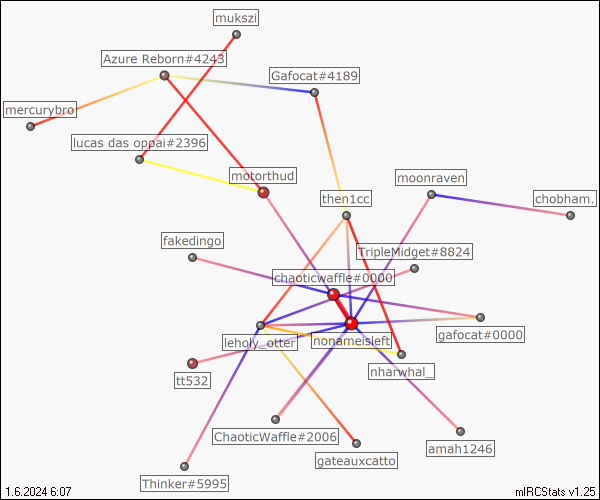 mukszi
Azure Reborn#4243
Gafocat#4189
mercurybro
lucas das oppai#2396
motorthud
moonraven
then1cc
chobham.
fakedingo
TripleMidget#8824
chaoticwaffle#0000
gafocat#0000
leholy_otter
nonameisleft
nharwhal_
tt532
ChaoticWaffle#2006
amah1246
gateauxcatto
Thinker#5995
1.6.2024 6:07
mIRCStats v1.25